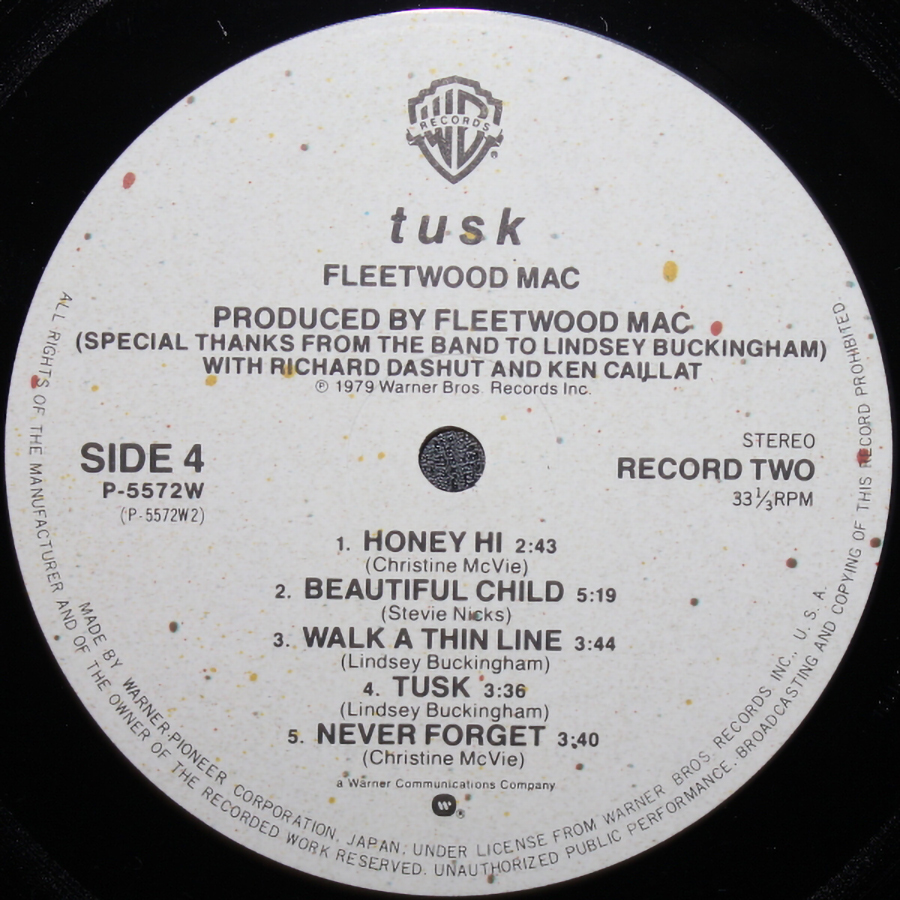 WB RECORDS ®
tusk
FLEETWOOD MAC
PRODUCED BY FLEETWOOD MAC
(SPECIAL THANKS FROM THE BAND TO LINDSEY BUCKINGHAM)
WITH RICHARD DASHUT AND KEN CAILLAT
℗ 1979 Warner Bros. Records Inc.
SIDE 4
P-5572W
(P-5572W2)
STEREO
RECORD TWO
33⅓RPM
1. HONEY HI 2:43
(Christine McVie)
2. BEAUTIFUL CHILD 5:19
(Stevie Nicks)
3. WALK A THIN LINE 3:44
(Lindsey Buckingham)
4. TUSK 3:36
(Lindsey Buckingham)
5. NEVER FORGET 3:40
(Christine McVie)
a Warner Communications Company
W ®
MADE BY WARNER-PIONEER CORPORATION, JAPAN, UNDER LICENSE FROM WARNER BROS. RECORDS INC., U. S. A.
ALL RIGHTS OF THE MANUFACTURER AND OF THE OWNER OF THE RECORDED WORK RESERVED. UNAUTHORIZED PUBLIC PERFORMANCE. BROADCASTING AND COPYING OF THIS RECORD PROHIBITED